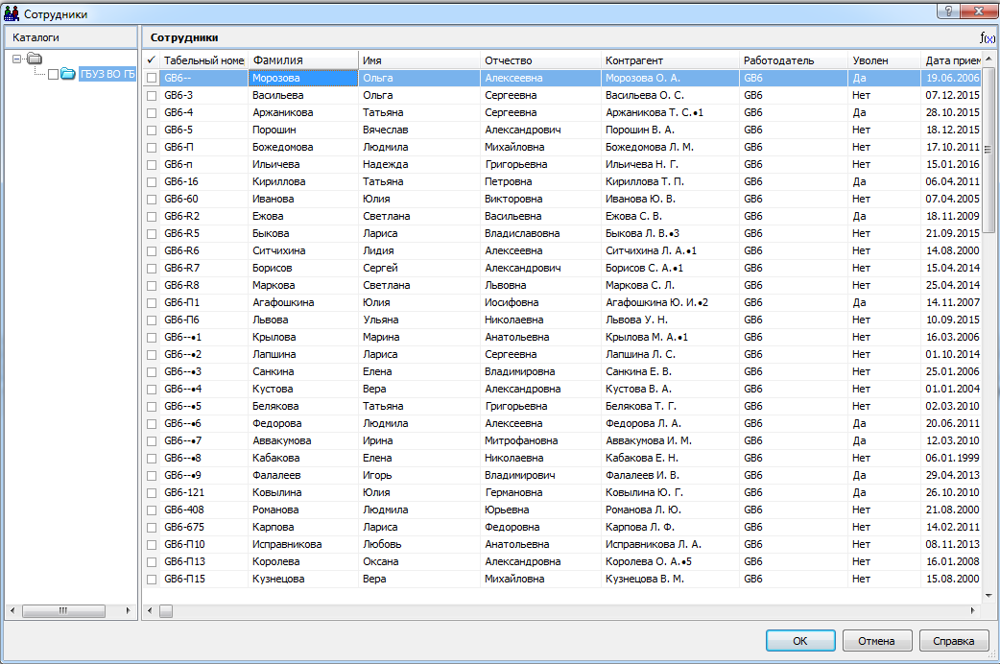 Сотрудники
Каталоги
ГБУЗ ВО ГБ
Сотрудники
f(x)
✓ Табельный номе Фамилия Имя Отчество Контрагент Работодатель Уволен Дата прием
GB6-- Морозова Ольга Алексеевна Морозова О. А. GB6 Да 19.06.2006
GB6-3 Васильева Ольга Сергеевна Васильева О. С. GB6 Нет 07.12.2015
GB6-4 Аржаникова Татьяна Сергеевна Аржаникова Т. С.•1 GB6 Да 28.10.2015
GB6-5 Порошин Вячеслав Александрович Порошин В. А. GB6 Нет 18.12.2015
GB6-П Божедомова Людмила Михайловна Божедомова Л. М. GB6 Нет 17.10.2011
GB6-п Ильичева Надежда Григорьевна Ильичева Н. Г. GB6 Нет 15.01.2016
GB6-16 Кириллова Татьяна Петровна Кириллова Т. П. GB6 Да 06.04.2011
GB6-60 Иванова Юлия Викторовна Иванова Ю. В. GB6 Нет 07.04.2005
GB6-R2 Ежова Светлана Васильевна Ежова С. В. GB6 Да 18.11.2009
GB6-R5 Быкова Лариса Владиславовна Быкова Л. В.•3 GB6 Нет 21.09.2015
GB6-R6 Ситчихина Лидия Алексеевна Ситчихина Л. А.•1 GB6 Нет 14.08.2000
GB6-R7 Борисов Сергей Александрович Борисов С. А.•1 GB6 Нет 15.04.2014
GB6-R8 Маркова Светлана Львовна Маркова С. Л. GB6 Нет 25.04.2014
GB6-П1 Агафошкина Юлия Иосифовна Агафошкина Ю. И.•2 GB6 Да 14.11.2007
GB6-П6 Львова Ульяна Николаевна Львова У. Н. GB6 Нет 10.09.2015
GB6--•1 Крылова Марина Анатольевна Крылова М. А.•1 GB6 Нет 16.03.2006
GB6--•2 Лапшина Лариса Сергеевна Лапшина Л. С. GB6 Нет 01.10.2014
GB6--•3 Санкина Елена Владимировна Санкина Е. В. GB6 Нет 25.01.2006
GB6--•4 Кустова Вера Александровна Кустова В. А. GB6 Нет 01.01.2004
GB6--•5 Белякова Татьяна Григорьевна Белякова Т. Г. GB6 Нет 02.03.2010
GB6--•6 Федорова Людмила Алексеевна Федорова Л. А. GB6 Да 20.06.2011
GB6--•7 Аввакумова Ирина Митрофановна Аввакумова И. М. GB6 Да 12.03.2010
GB6--•8 Кабакова Елена Николаевна Кабакова Е. Н. GB6 Нет 06.01.1999
GB6--•9 Фалалеев Игорь Владимирович Фалалеев И. В. GB6 Да 29.04.2013
GB6-121 Ковылина Юлия Германовна Ковылина Ю. Г. GB6 Да 26.10.2010
GB6-408 Романова Людмила Юрьевна Романова Л. Ю. GB6 Нет 21.08.2000
GB6-675 Карпова Лариса Федоровна Карпова Л. Ф. GB6 Нет 14.02.2011
GB6-П10 Исправникова Любовь Анатольевна Исправникова Л. А. GB6 Нет 08.11.2013
GB6-П13 Королева Оксана Александровна Королева О. А.•5 GB6 Нет 16.01.2008
GB6-П15 Кузнецова Вера Михайловна Кузнецова В. М. GB6 Нет 15.08.2000
ОК Отмена Справка